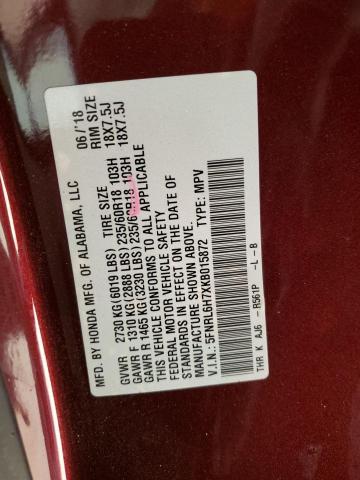 MFD. BY HONDA MFG. OF ALABAMA, LLC 06/'18
TIRE SIZE RIM SIZE
GVWR 2730 KG(6019 LBS)
GAWR F 1310 KG(2888 LBS) 235/60R18 103H 18X7.5J
GAWR R 1465 KG(3230 LBS) 235/60R18 103H 18X7.5J
THIS VEHICLE CONFORMS TO ALL APPLICABLE
FEDERAL MOTOR VEHICLE SAFETY
STANDARDS IN EFFECT ON THE DATE OF
MANUFACTURE SHOWN ABOVE.
V.I.N.: 5FNRL6H7XKB015872 TYPE: MPV
THR K AJ6 - R561P -L -B